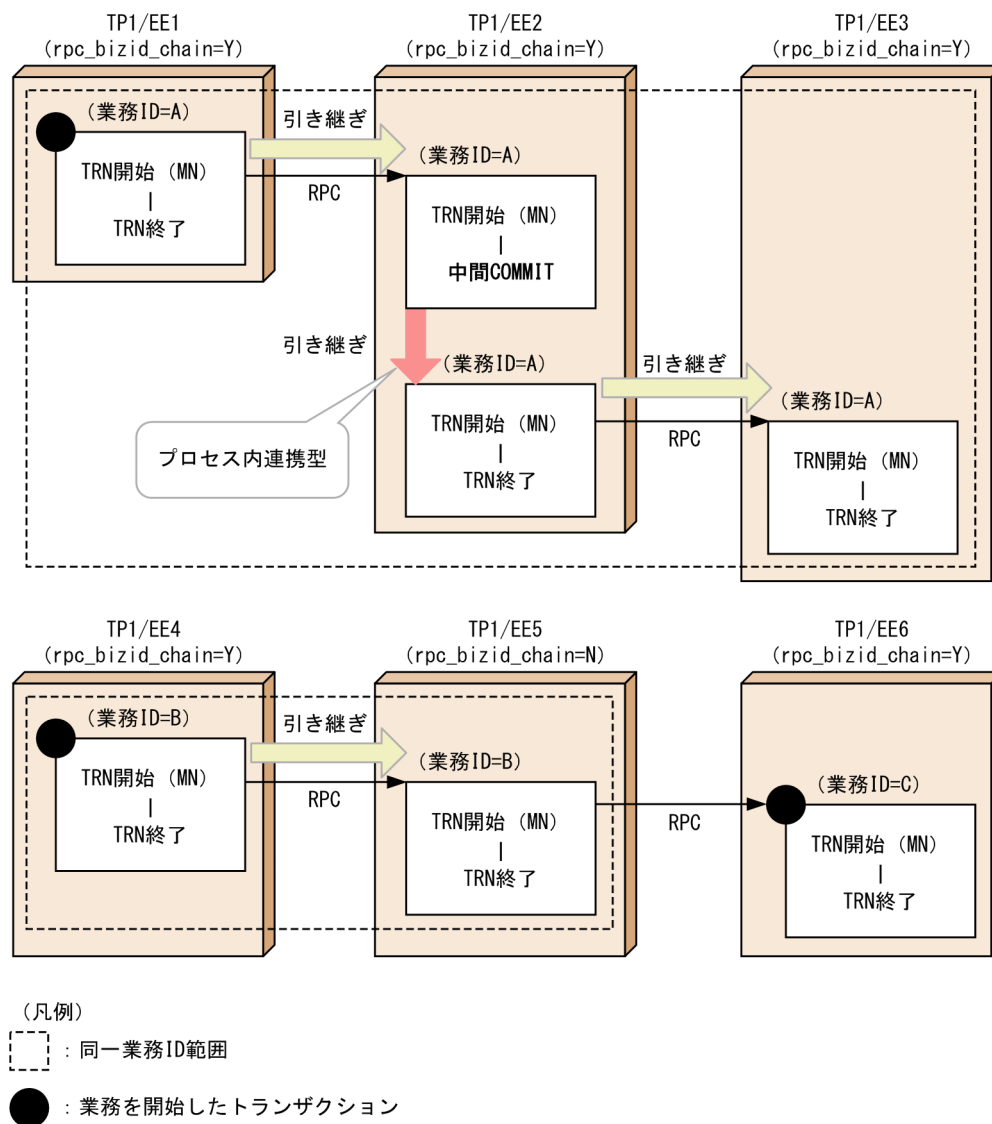 TP1/EE1
(rpc_bizid_chain=Y)
TP1/EE2
(rpc_bizid_chain=Y)
TP1/EE3
(rpc_bizid_chain=Y)
(業務ID=A)
引き継ぎ
RPC
TRN開始 (MN)
|
TRN終了
(業務ID=A)
TRN開始 (MN)
|
中間COMMIT
引き継ぎ
プロセス内連携型
(業務ID=A)
TRN開始 (MN)
|
TRN終了
引き継ぎ
RPC
(業務ID=A)
TRN開始 (MN)
|
TRN終了
TP1/EE4
(rpc_bizid_chain=Y)
TP1/EE5
(rpc_bizid_chain=N)
TP1/EE6
(rpc_bizid_chain=Y)
(業務ID=B)
引き継ぎ
RPC
TRN開始 (MN)
|
TRN終了
(業務ID=B)
TRN開始 (MN)
|
TRN終了
RPC
(業務ID=C)
TRN開始 (MN)
|
TRN終了
(凡例)
:同一業務ID範囲
:業務を開始したトランザクション